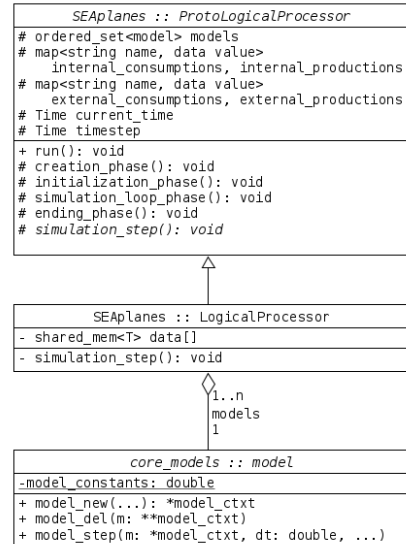 SEAplanes :: ProtoLogicalProcessor
# ordered_set<model> models
# map<string name, data value>
internal_consumptions, internal_productions
# map<string name, data value>
external_consumptions, external_productions
# Time current_time
# Time timestep
+ run(): void
# creation_phase(): void
# initialization_phase(): void
# simulation_loop_phase(): void
# ending_phase(): void
# simulation_step(): void
SEAplanes :: LogicalProcessor
- shared_mem<T> data[]
- simulation_step(): void
1..n
models
1
core_models :: model
-model_constants: double
+ model_new(...): *model_ctxt
+ model_del(m: **model_ctxt)
+ model_step(m: *model_ctxt, dt: double, ...)